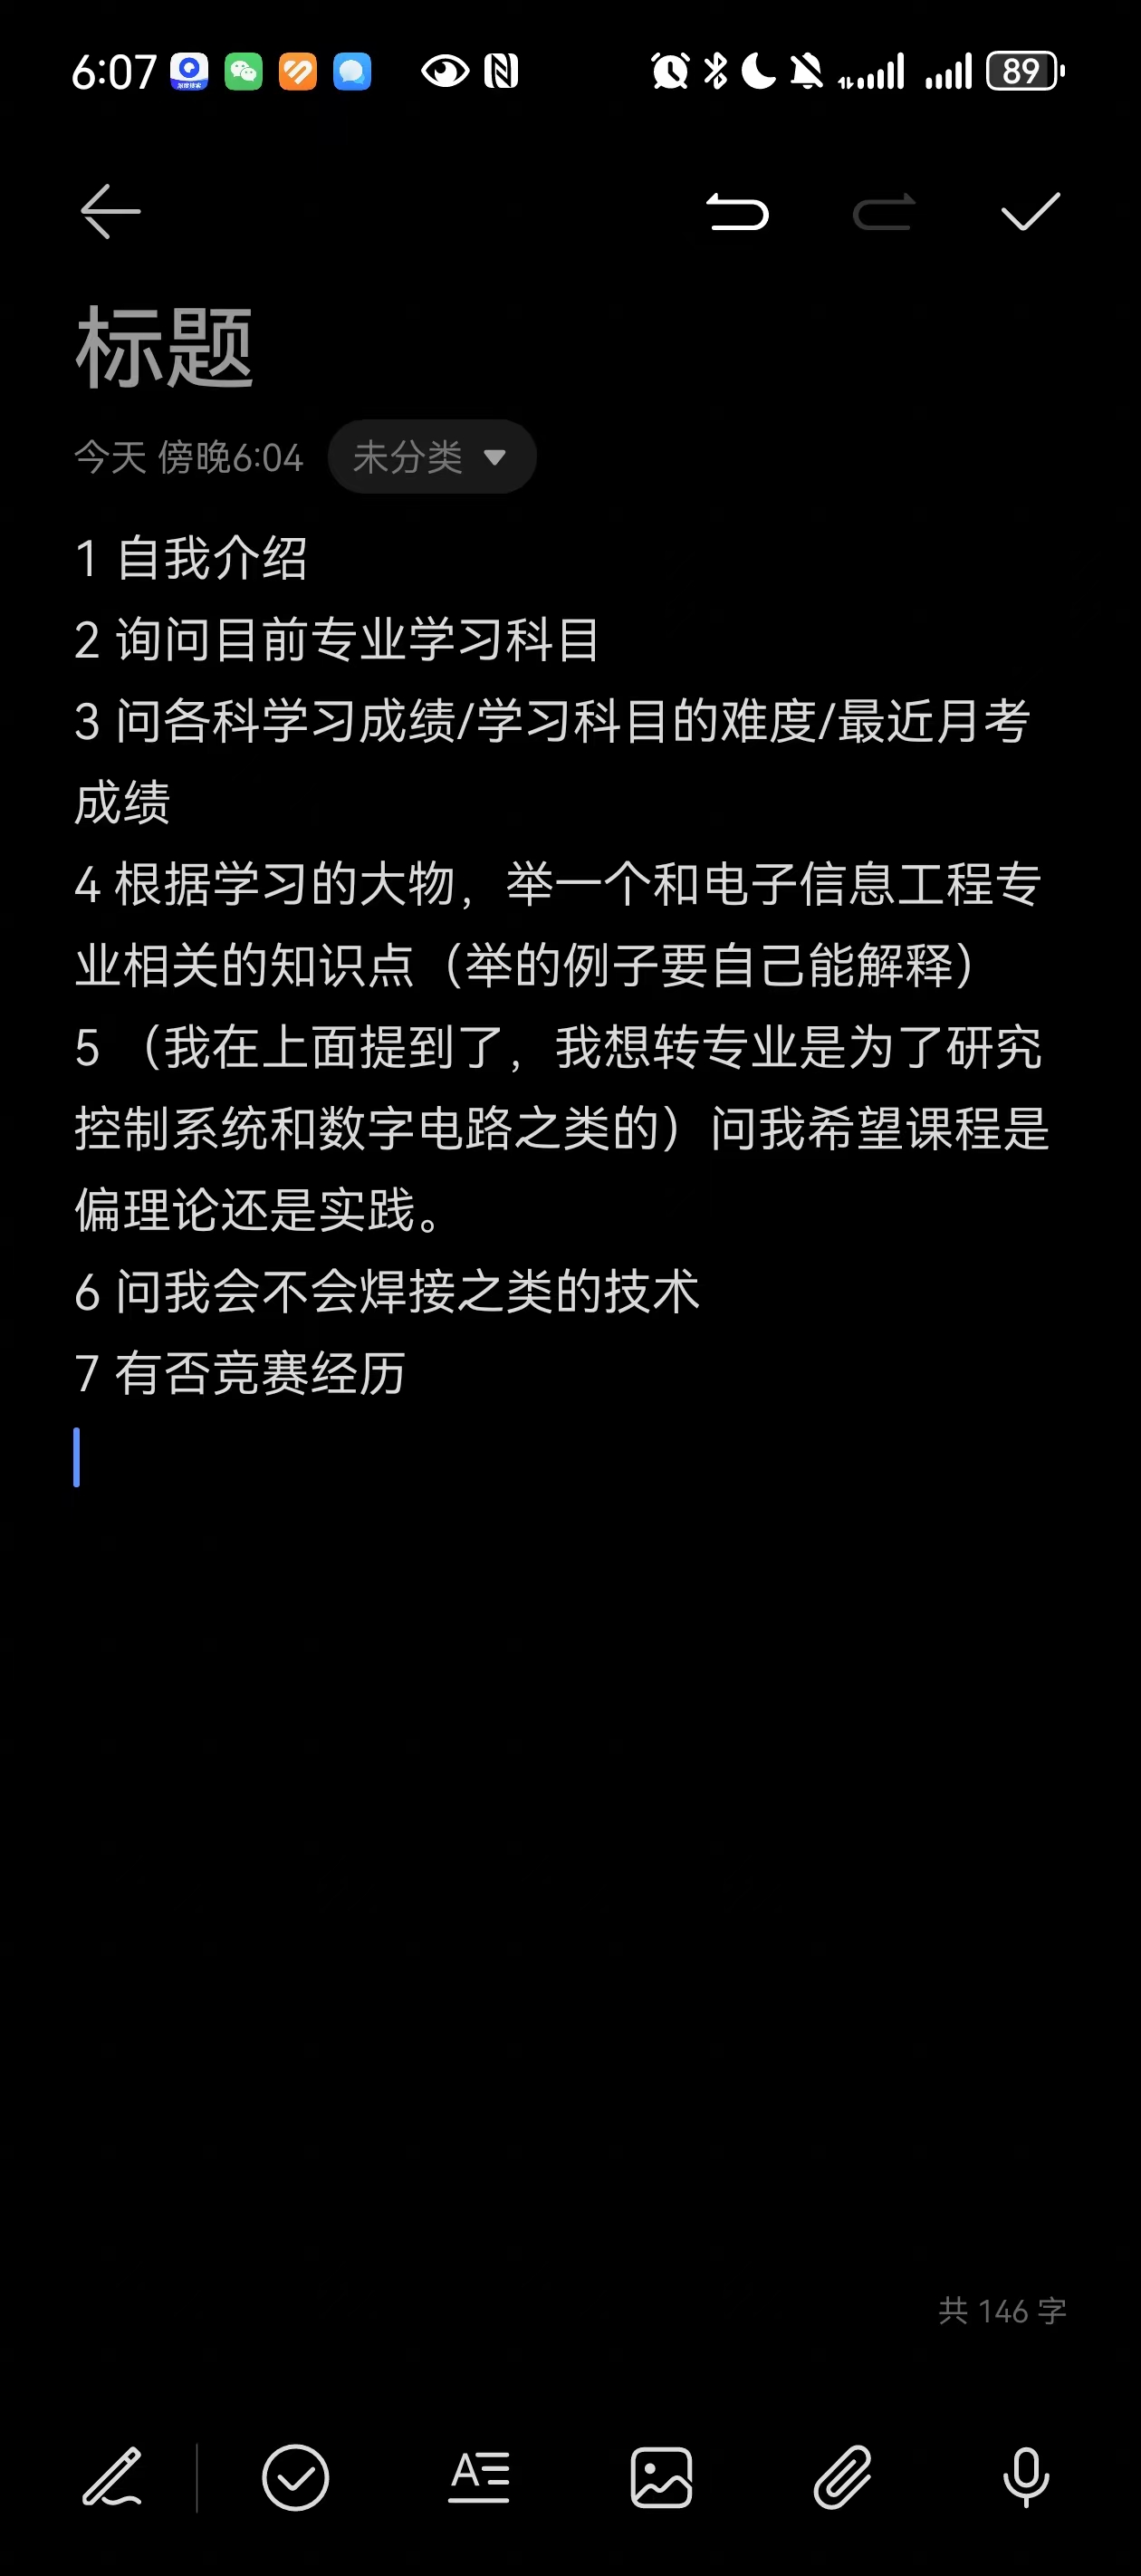 6:07
89
标题
今天 傍晚6:04 未分类
1 自我介绍
2 询问目前专业学习科目
3 问各科学习成绩/学习科目的难度/最近月考
成绩
4 根据学习的大物，举一个和电子信息工程专
业相关的知识点（举的例子要自己能解释）
5 （我在上面提到了，我想转专业是为了研究
控制系统和数字电路之类的）问我希望课程是
偏理论还是实践。
6 问我会不会焊接之类的技术
7 有否竞赛经历
共 146 字